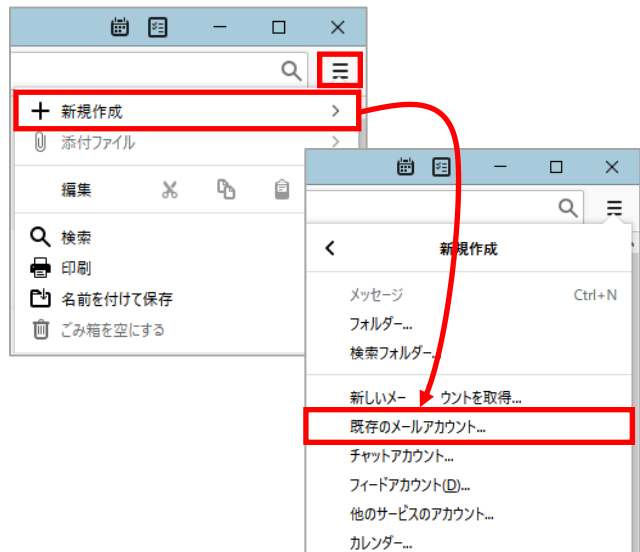 新規作成
添付ファイル
編集
検索
印刷
名前を付けて保存
ごみ箱を空にする
新規作成
メッセージ Ctrl+N
フォルダー...
検索フォルダー...
新しいメー ウントを取得...
既存のメールアカウント...
チャットアカウント...
フィードアカウント(D)...
他のサービスのアカウント...
カレンダー...